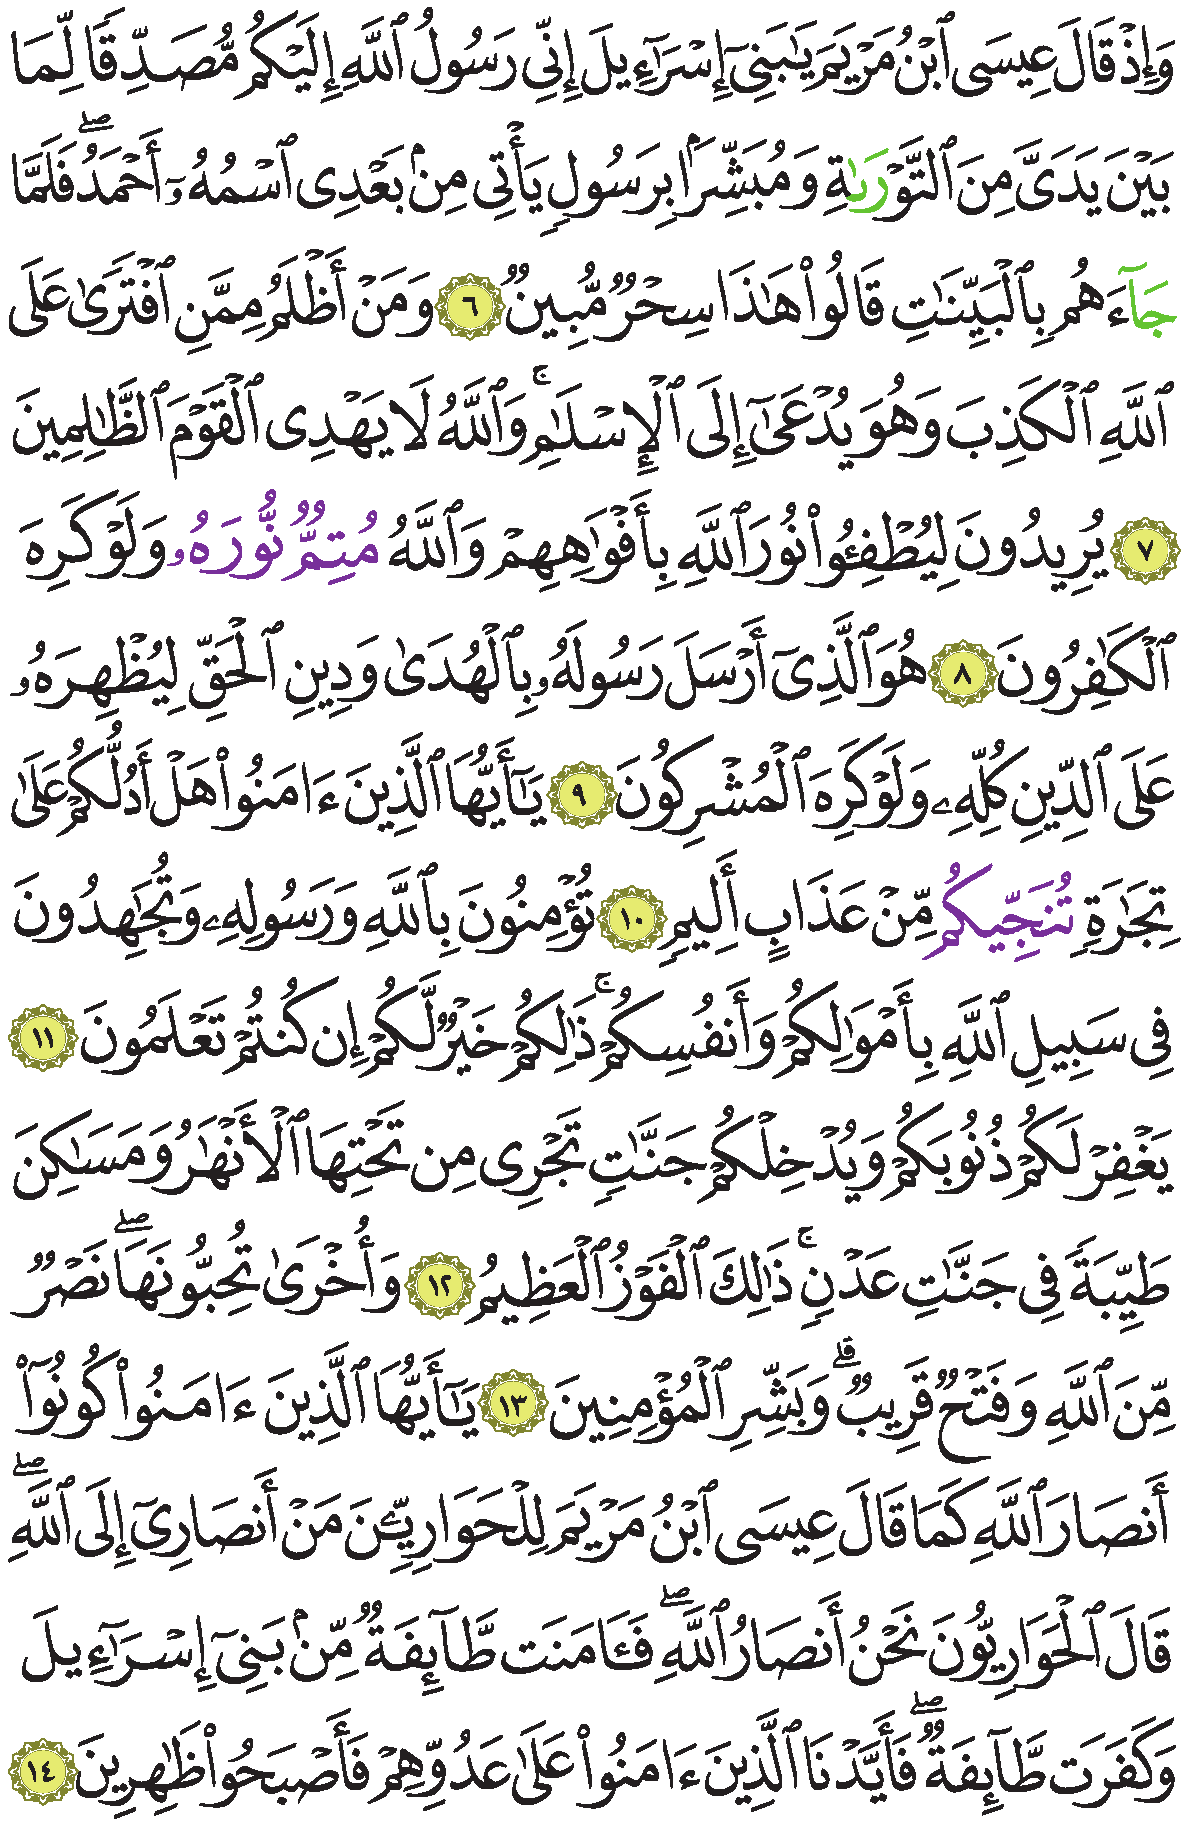 وَإِذْ قَالَ عِيسَى ٱبْنُ مَرْيَمَ يَٰبَنِىٓ إِسْرَٰٓءِيلَ إِنِّى رَسُولُ ٱللَّهِ إِلَيْكُم مُّصَدِّقًا لِّمَا
بَيْنَ يَدَىَّ مِنَ ٱلتَّوْرَىٰةِ وَمُبَشِّرًۢا بِرَسُولٍ يَأْتِى مِنۢ بَعْدِى ٱسْمُهُۥٓ أَحْمَدُۖ فَلَمَّا
جَآءَهُم بِٱلْبَيِّنَٰتِ قَالُوا۟ هَٰذَا سِحْرٌ مُّبِينٌ ٦ وَمَنْ أَظْلَمُ مِمَّنِ ٱفْتَرَىٰ عَلَى
ٱللَّهِ ٱلْكَذِبَ وَهُوَ يُدْعَىٰٓ إِلَى ٱلْإِسْلَٰمِۚ وَٱللَّهُ لَا يَهْدِى ٱلْقَوْمَ ٱلظَّٰلِمِينَ
٧ يُرِيدُونَ لِيُطْفِـُٔوا۟ نُورَ ٱللَّهِ بِأَفْوَٰهِهِمْ وَٱللَّهُ مُتِمٌّ نُّورَهُۥ وَلَوْ كَرِهَ
ٱلْكَٰفِرُونَ ٨ هُوَ ٱلَّذِىٓ أَرْسَلَ رَسُولَهُۥ بِٱلْهُدَىٰ وَدِينِ ٱلْحَقِّ لِيُظْهِرَهُۥ
عَلَى ٱلدِّينِ كُلِّهِۦ وَلَوْ كَرِهَ ٱلْمُشْرِكُونَ ٩ يَٰٓأَيُّهَا ٱلَّذِينَ ءَامَنُوا۟ هَلْ أَدُلُّكُمْ عَلَىٰ
تِجَٰرَةٍ تُنَجِّيكُم مِّنْ عَذَابٍ أَلِيمٍ ١٠ تُؤْمِنُونَ بِٱللَّهِ وَرَسُولِهِۦ وَتُجَٰهِدُونَ
فِى سَبِيلِ ٱللَّهِ بِأَمْوَٰلِكُمْ وَأَنفُسِكُمْۚ ذَٰلِكُمْ خَيْرٌ لَّكُمْ إِن كُنتُمْ تَعْلَمُونَ ١١
يَغْفِرْ لَكُمْ ذُنُوبَكُمْ وَيُدْخِلْكُمْ جَنَّٰتٍ تَجْرِى مِن تَحْتِهَا ٱلْأَنْهَٰرُ وَمَسَٰكِنَ
طَيِّبَةً فِى جَنَّٰتِ عَدْنٍۚ ذَٰلِكَ ٱلْفَوْزُ ٱلْعَظِيمُ ١٢ وَأُخْرَىٰ تُحِبُّونَهَاۖ نَصْرٌ
مِّنَ ٱللَّهِ وَفَتْحٌ قَرِيبٌۗ وَبَشِّرِ ٱلْمُؤْمِنِينَ ١٣ يَٰٓأَيُّهَا ٱلَّذِينَ ءَامَنُوا۟ كُونُوٓا۟
أَنصَارَ ٱللَّهِ كَمَا قَالَ عِيسَى ٱبْنُ مَرْيَمَ لِلْحَوَارِيِّـۧنَ مَنْ أَنصَارِىٓ إِلَى ٱللَّهِۖ
قَالَ ٱلْحَوَارِيُّونَ نَحْنُ أَنصَارُ ٱللَّهِۖ فَـَٔامَنَت طَّآئِفَةٌ مِّنۢ بَنِىٓ إِسْرَٰٓءِيلَ
وَكَفَرَت طَّآئِفَةٌۖ فَأَيَّدْنَا ٱلَّذِينَ ءَامَنُوا۟ عَلَىٰ عَدُوِّهِمْ فَأَصْبَحُوا۟ ظَٰهِرِينَ ١٤